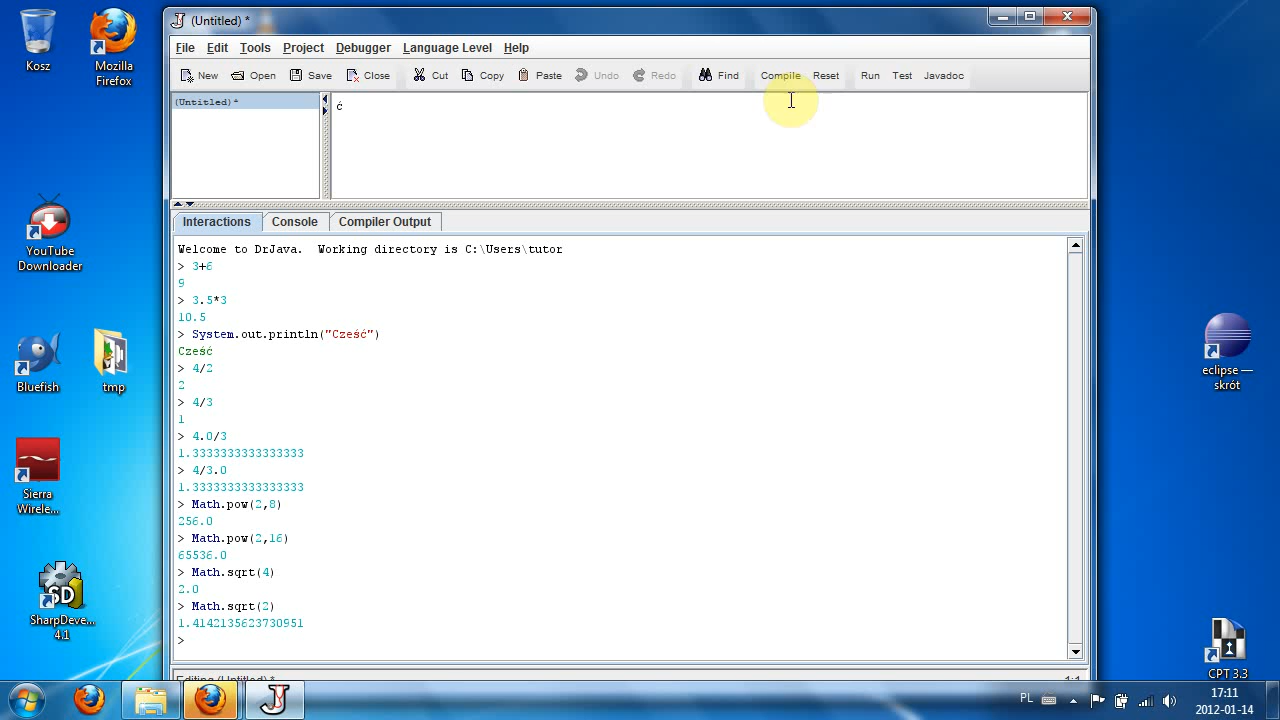 Kosz
Mozilla
Firefox
YouTube
Downloader
Bluefish
tmp
Sierra
Wirele...
SharpDeve...
4.1
(Untitled) *
File Edit Tools Project Debugger Language Level Help
New Open Save Close Cut Copy Paste Undo Redo Find Compile Reset Run Test Javadoc
(Untitled) *
ć
Interactions Console Compiler Output
Welcome to DrJava.  Working directory is C:\Users\tutor
> 3+6
9
> 3.5*3
10.5
> System.out.println("Cześć")
Cześć
> 4/2
2
> 4/3
1
> 4.0/3
1.3333333333333333
> 4/3.0
1.3333333333333333
> Math.pow(2,8)
256.0
> Math.pow(2,16)
65536.0
> Math.sqrt(4)
2.0
> Math.sqrt(2)
1.4142135623730951
>
Editing (Untitled)* 1:1
eclipse —
skrót
CPT 3.3
PL
17:11
2012-01-14